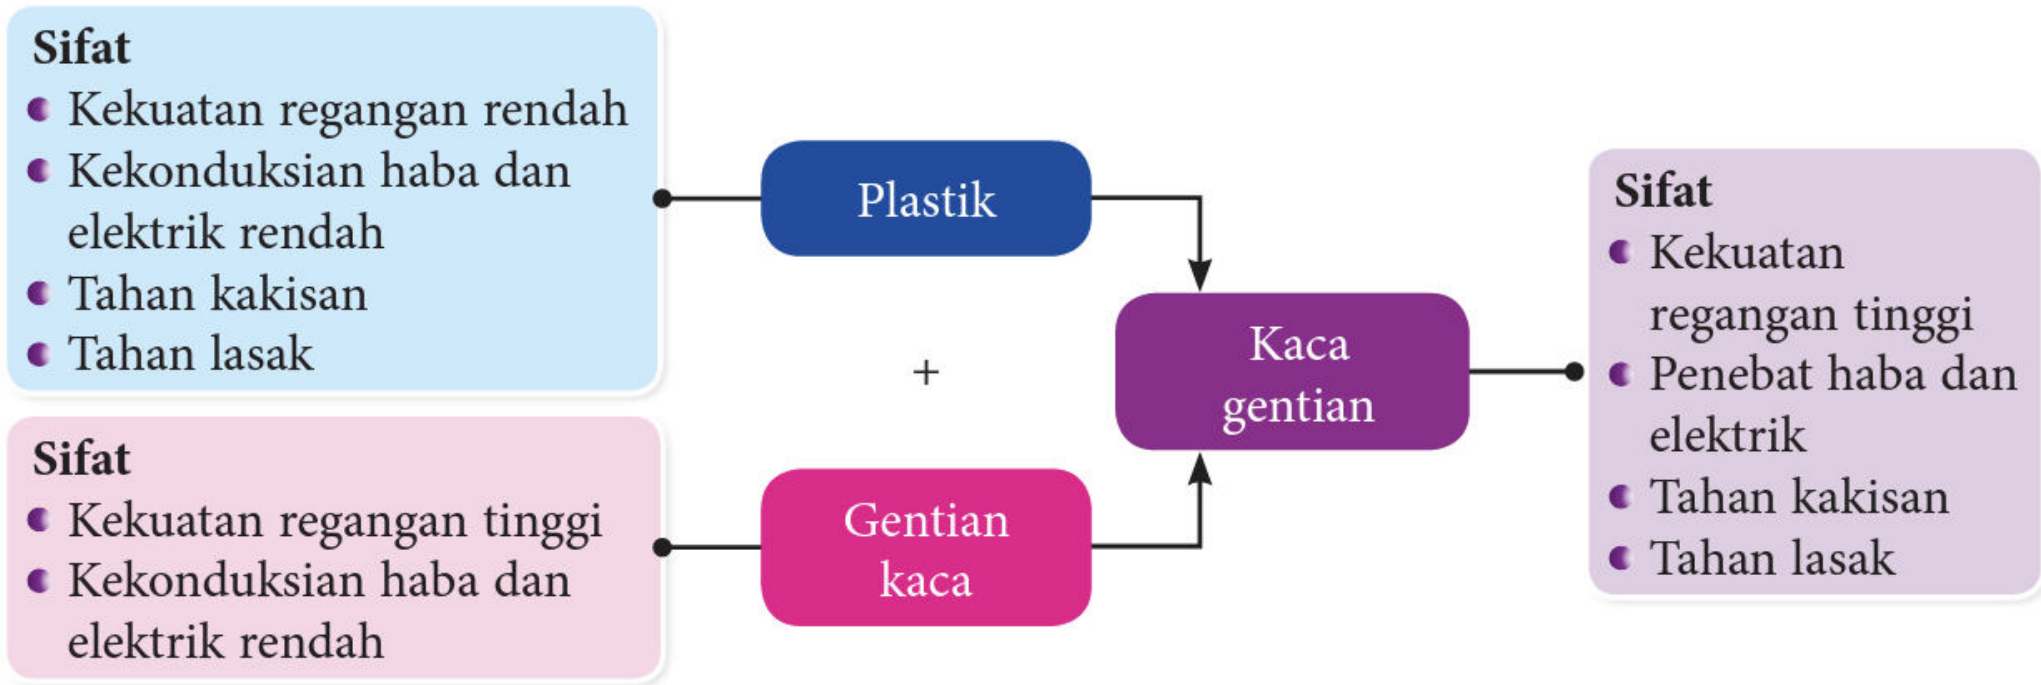 Sifat
Kekuatan regangan rendah
Kekonduksian haba dan
elektrik rendah
Tahan kakisan
Tahan lasak
Plastik
+
Sifat
Kekuatan regangan tinggi
Kekonduksian haba dan
elektrik rendah
Gentian
kaca
Kaca
gentian
Sifat
Kekuatan
regangan tinggi
Penebat haba dan
elektrik
Tahan kakisan
Tahan lasak